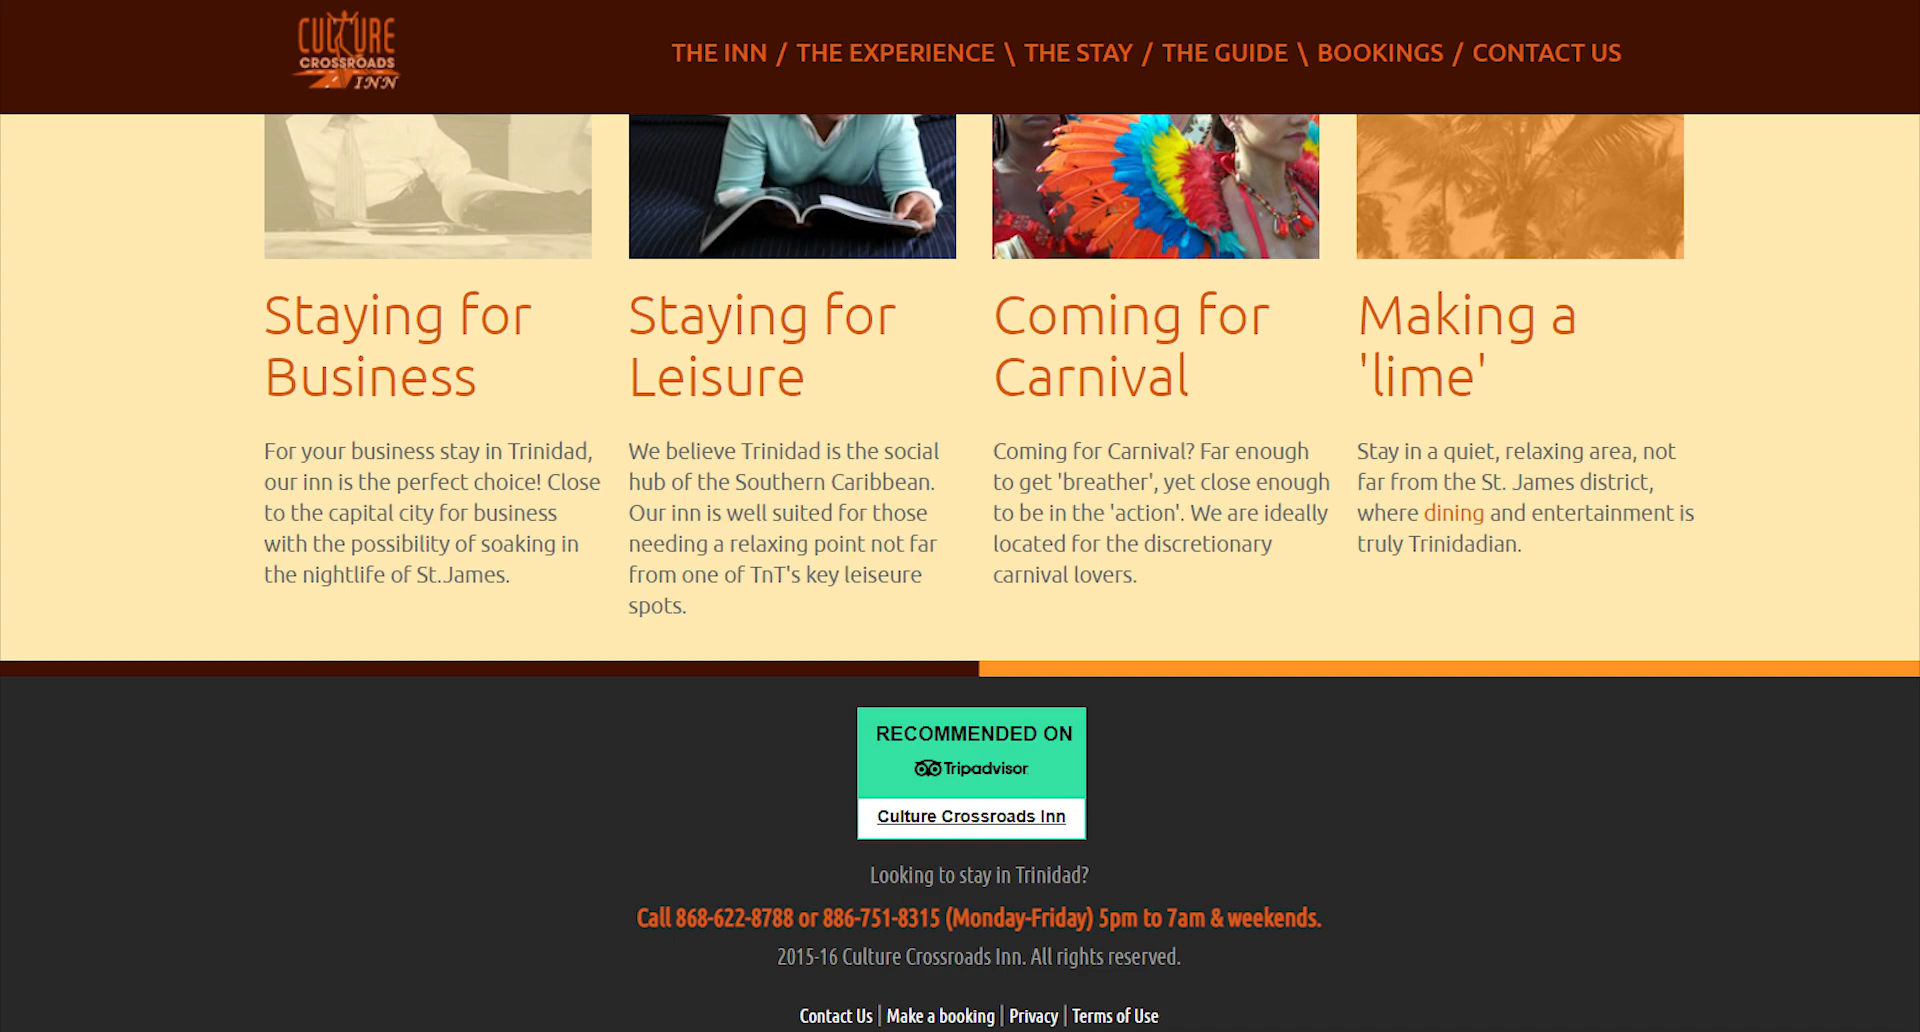 CULTURE
CROSSROADS
INN
THE INN / THE EXPERIENCE \ THE STAY / THE GUIDE \ BOOKINGS / CONTACT US
Staying for
Business
For your business stay in Trinidad,
our inn is the perfect choice! Close
to the capital city for business
with the possibility of soaking in
the nightlife of St.James.
Staying for
Leisure
We believe Trinidad is the social
hub of the Southern Caribbean.
Our inn is well suited for those
needing a relaxing point not far
from one of TnT's key leiseure
spots.
Coming for
Carnival
Coming for Carnival? Far enough
to get 'breather', yet close enough
to be in the 'action'. We are ideally
located for the discretionary
carnival lovers.
Making a
'lime'
Stay in a quiet, relaxing area, not
far from the St. James district,
where dining and entertainment is
truly Trinidadian.
RECOMMENDED ON
Tripadvisor
Culture Crossroads Inn
Looking to stay in Trinidad?
Call 868-622-8788 or 886-751-8315 (Monday-Friday) 5pm to 7am & weekends.
2015-16 Culture Crossroads Inn. All rights reserved.
Contact Us | Make a booking | Privacy | Terms of Use